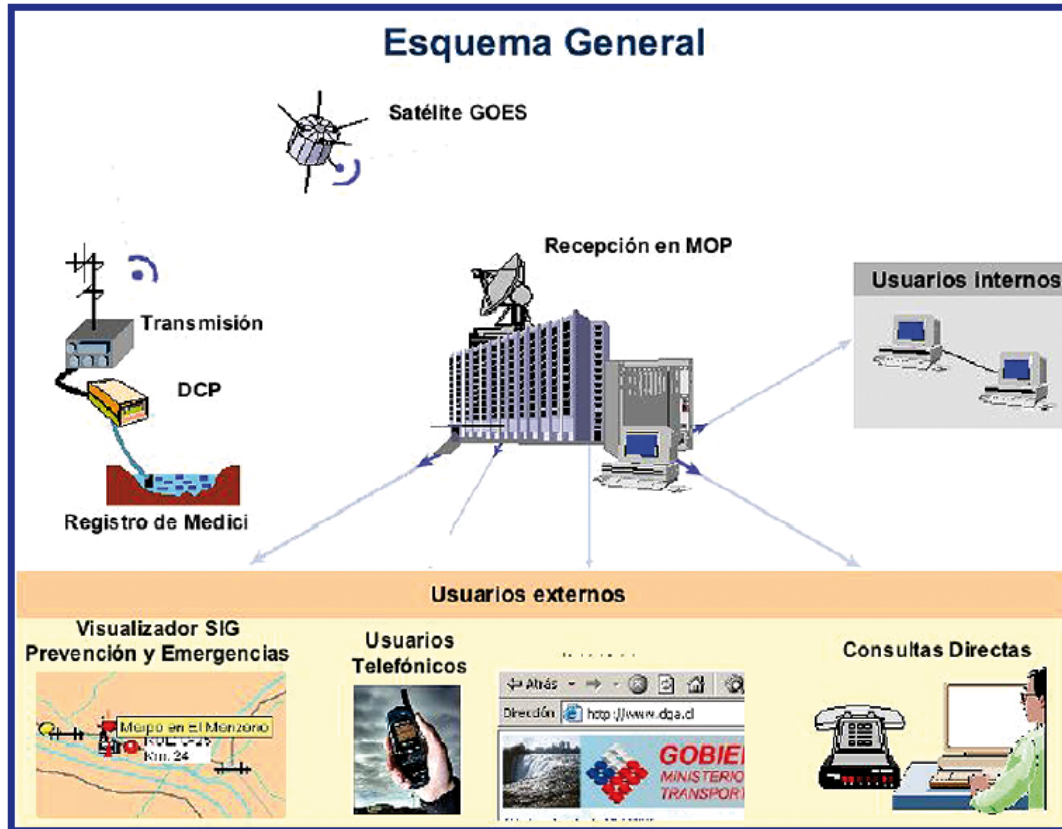 Esquema General
Satélite GOES
Recepción en MOP
Usuarios internos
Transmisión
DCP
Registro de Medici
Usuarios externos
Visualizador SIG
Prevención y Emergencias
Usuarios
Telefónicos
Consultas Directas
Atrás
Dirección http://www.dga.cl
Maipo en El Manzano
Km. 24
GOBIE
MINISTERIO
TRANSPORT